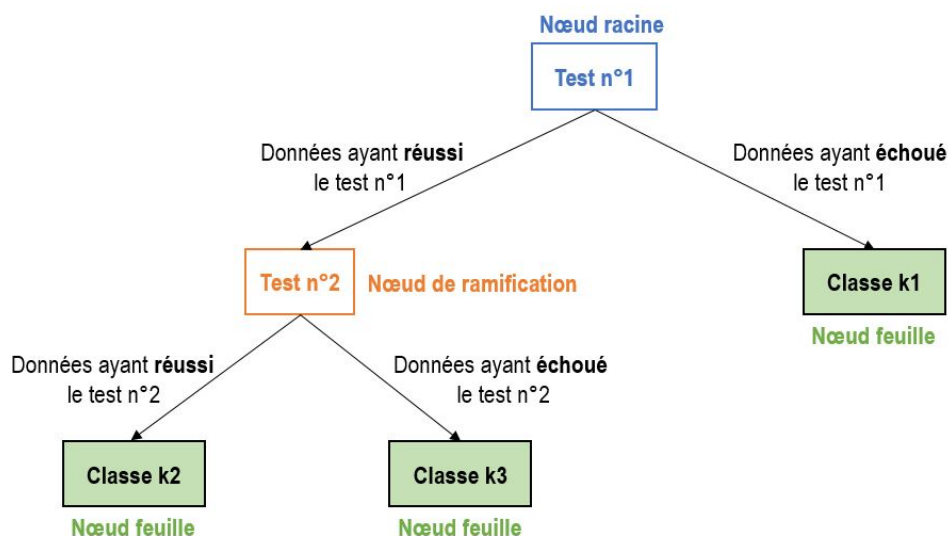 Nœud racine
Test n°1
Données ayant réussi
le test n°1
Données ayant échoué
le test n°1
Test n°2
Nœud de ramification
Classe k1
Nœud feuille
Données ayant réussi
le test n°2
Données ayant échoué
le test n°2
Classe k2
Classe k3
Nœud feuille
Nœud feuille